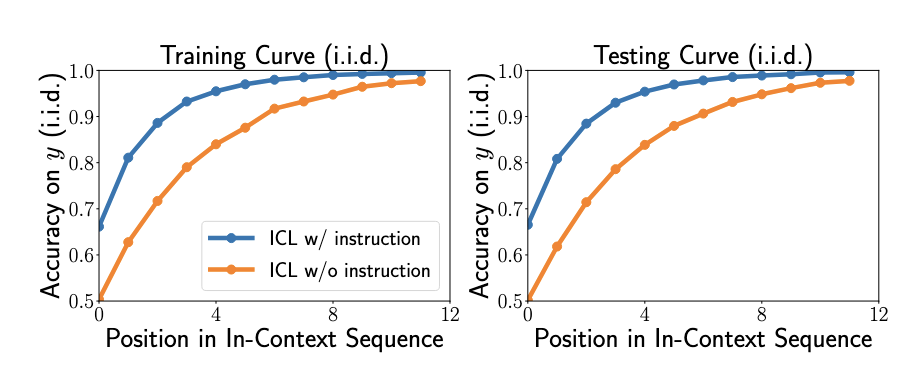 Training Curve (i.i.d.)
Accuracy on y (i.i.d.)
1.0
0.9
0.8
0.7
0.6
0.5
0 4 8 12
Position in In-Context Sequence
ICL w/ instruction
ICL w/o instruction
Testing Curve (i.i.d.)
Accuracy on y (i.i.d.)
1.0
0.9
0.8
0.7
0.6
0.5
0 4 8 12
Position in In-Context Sequence